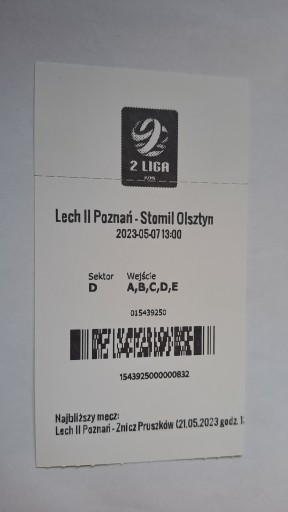 2 LIGA
Lech II Poznań - Stomil Olsztyn
2023-05-07 13:00
Sektor Wejście
D A,B,C,D,E
015439250
1543925000000832
Najbliższy mecz:
Lech II Poznań - Znicz Pruszków (21.05.2023 godz. 1